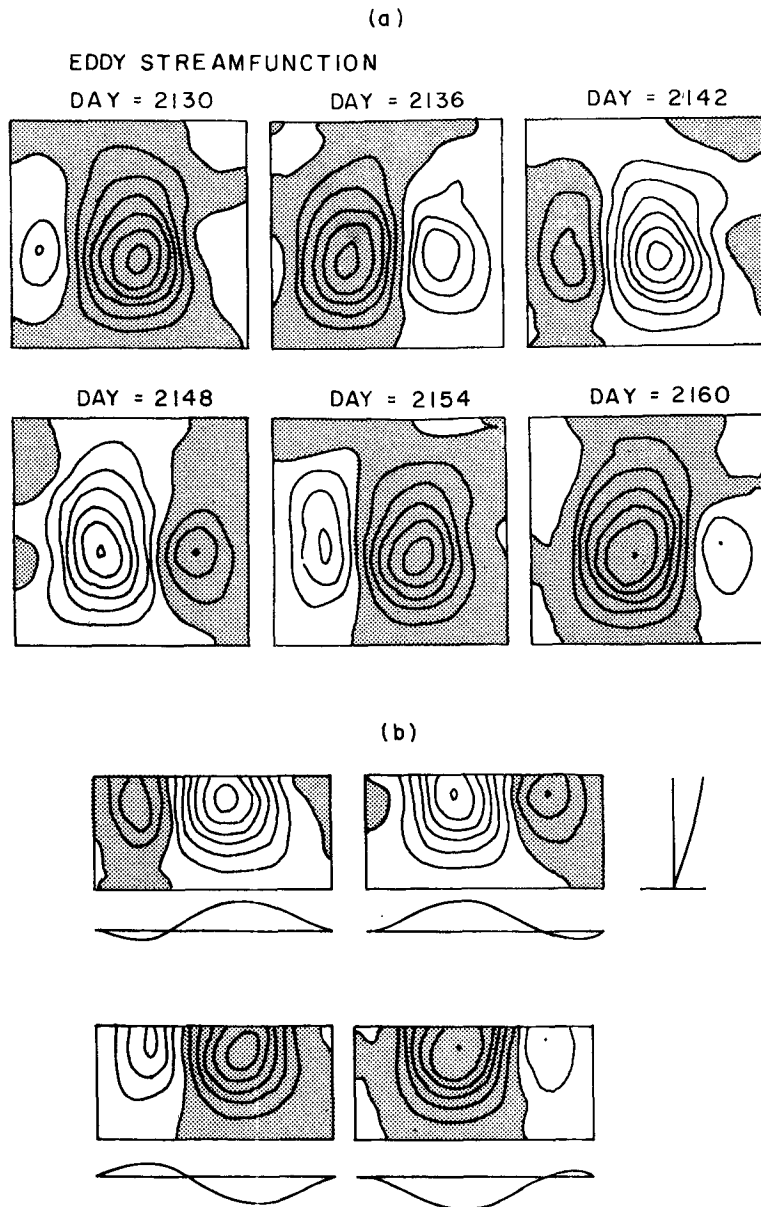 (a)
EDDY STREAMFUNCTION
DAY = 2130 DAY = 2136 DAY = 2142
DAY = 2148 DAY = 2154 DAY = 2160
(b)